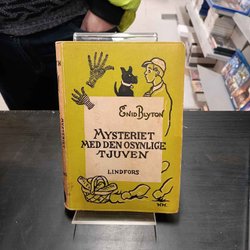 ENID BLYTON
MYSTERIET
MED DEN OSYNLIGE
TJUVEN
LINDFORS